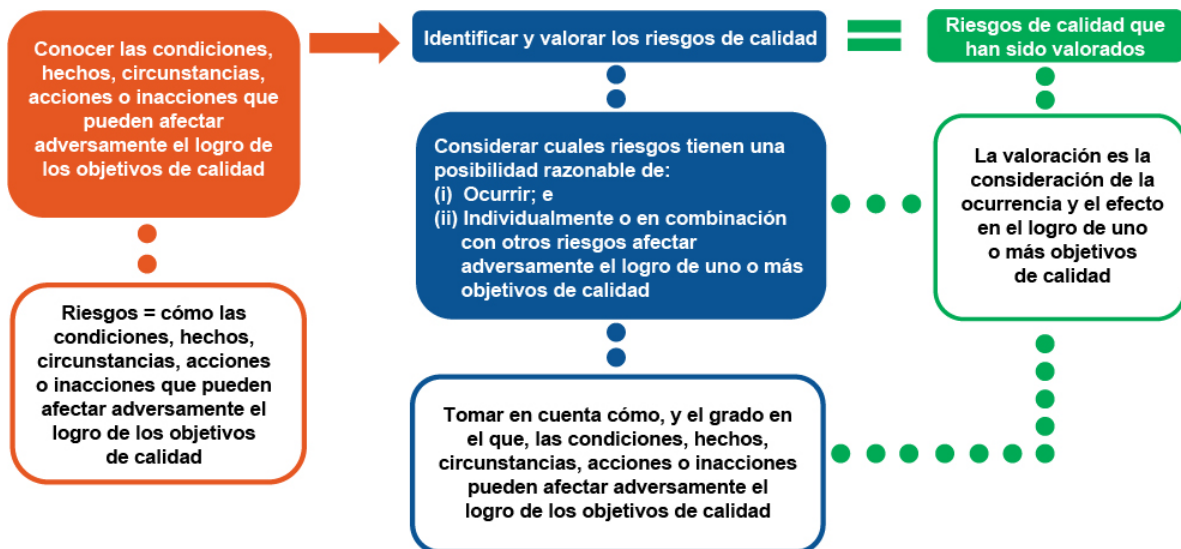 Conocer las condiciones,
hechos, circunstancias,
acciones o inacciones que
pueden afectar
adversamente el logro de
los objetivos de calidad
Riesgos = cómo las
condiciones, hechos,
circunstancias, acciones
o inacciones que pueden
afectar adversamente el
logro de los objetivos
de calidad
Identificar y valorar los riesgos de calidad
Considerar cuales riesgos tienen una
posibilidad razonable de:
(i) Ocurrir; e
(ii) Individualmente o en combinación
con otros riesgos afectar
adversamente el logro de uno o más
objetivos de calidad
Tomar en cuenta cómo, y el grado en
el que, las condiciones, hechos,
circunstancias, acciones o inacciones
pueden afectar adversamente el
logro de los objetivos de calidad
Riesgos de calidad que
han sido valorados
La valoración es la
consideración de la
ocurrencia y el efecto
en el logro de uno
o más objetivos
de calidad